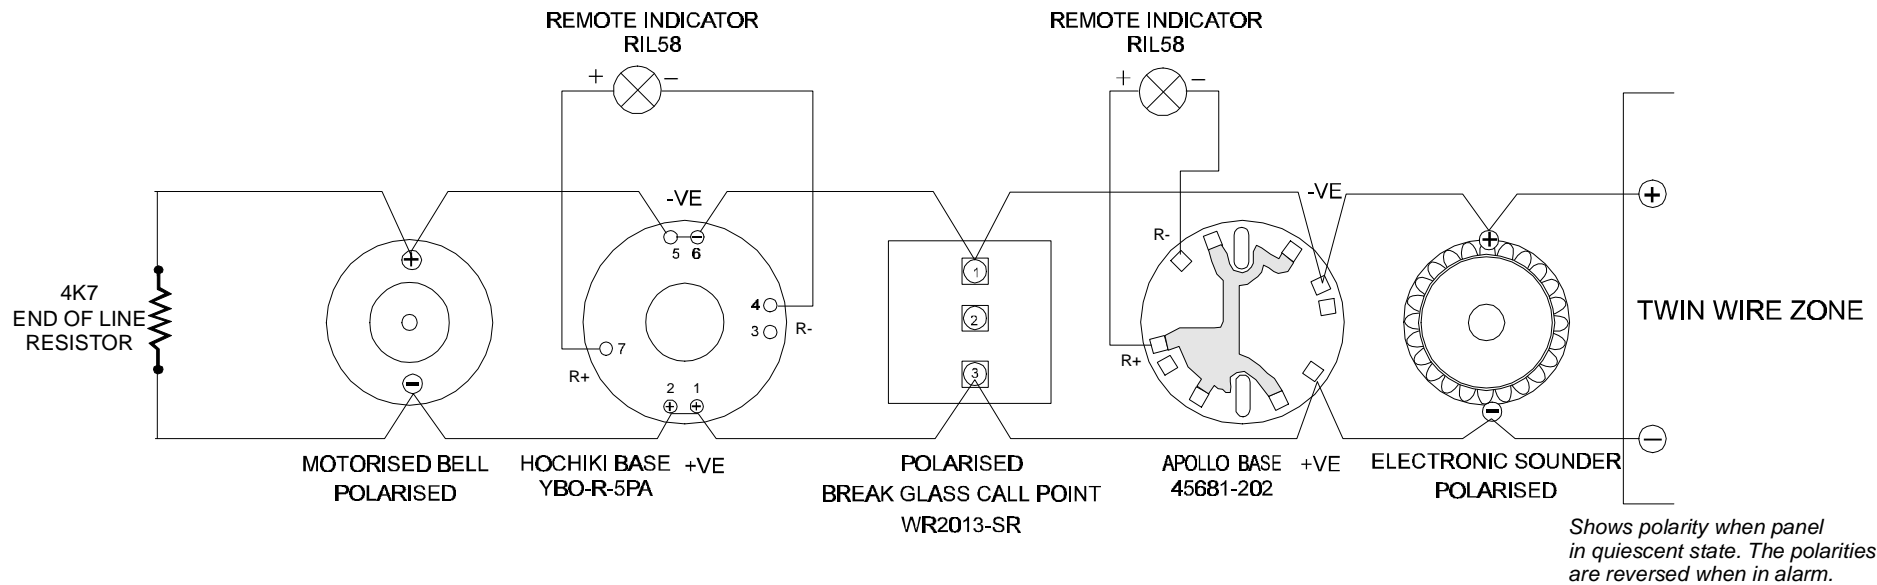 REMOTE INDICATOR
RIL58
+ −
REMOTE INDICATOR
RIL58
+ −
-VE
5 6
4
3
R-
7
R+
2 1
+ −
+ +
−
1
2
3
-VE
R-
R+
+
−
+
−
4K7
END OF LINE
RESISTOR
TWIN WIRE ZONE
MOTORISED BELL
POLARISED
HOCHIKI BASE
YBO-R-5PA
+VE
POLARISED
BREAK GLASS CALL POINT
WR2013-SR
APOLLO BASE
45681-202
+VE
ELECTRONIC SOUNDER
POLARISED
Shows polarity when panel
in quiescent state. The polarities
are reversed when in alarm.